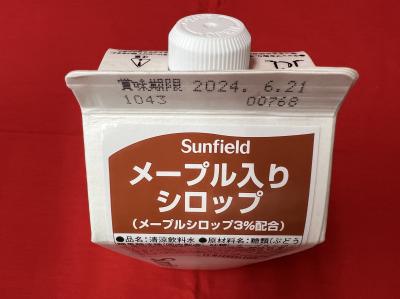 賞味期限 2024. 6.21
1043 00768
Sunfield
メープル入り
シロップ
(メープルシロップ3%配合)
●品名:清涼飲料水 ●原材料名:糖類(ぶどう